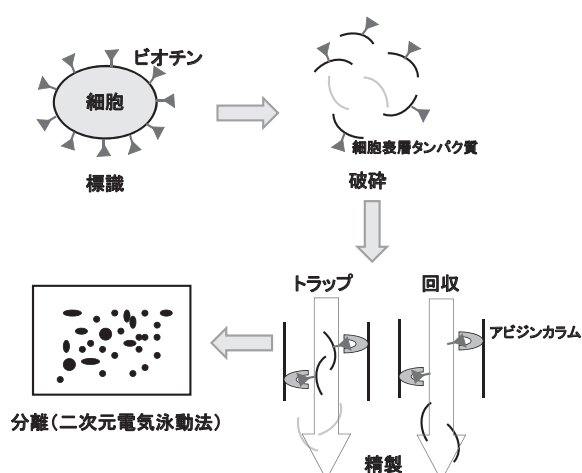 ビオチン
細胞
標識
細胞表層タンパク質
破砕
トラップ
回収
アビジンカラム
精製
分離(二次元電気泳動法)